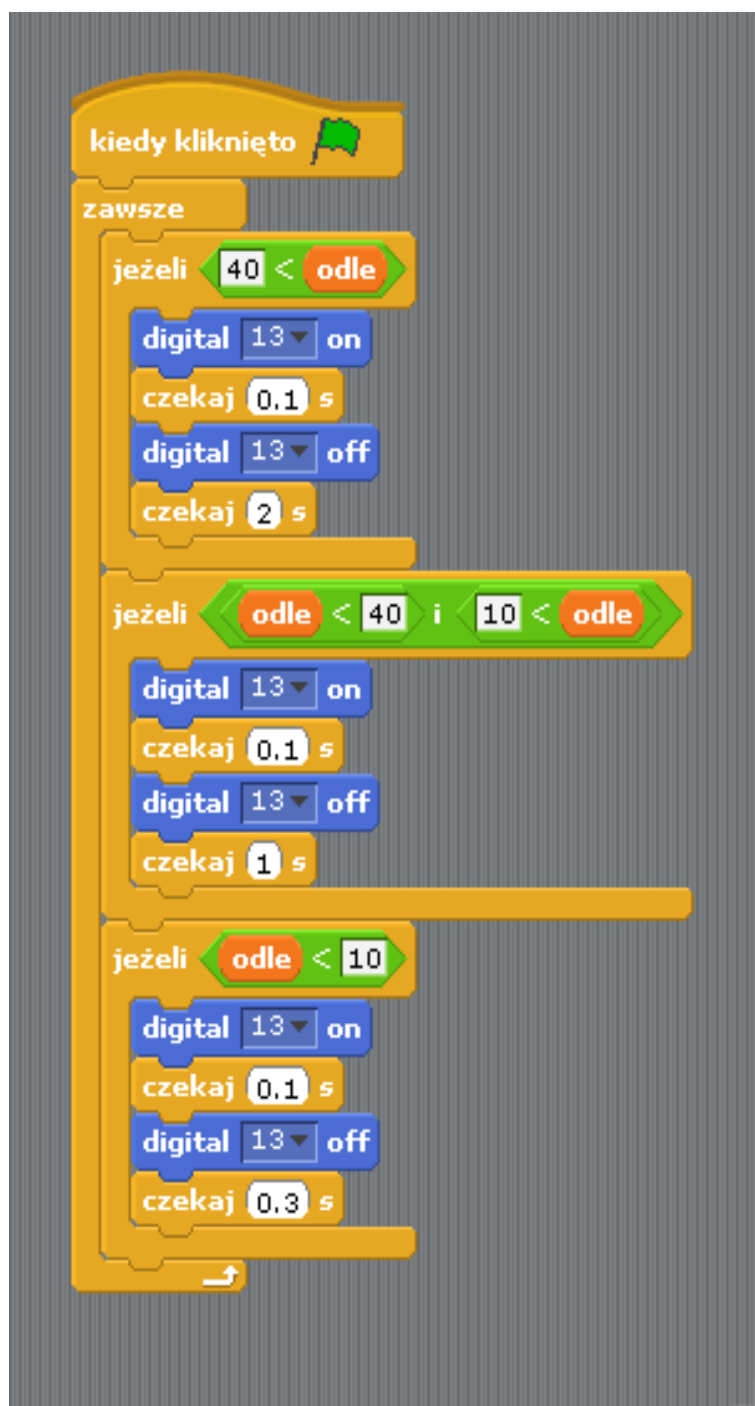 kiedy kliknięto
zawsze
jeżeli 40 < odle
digital 13 on
czekaj 0.1 s
digital 13 off
czekaj 2 s
jeżeli odle < 40 i 10 < odle
digital 13 on
czekaj 0.1 s
digital 13 off
czekaj 1 s
jeżeli odle < 10
digital 13 on
czekaj 0.1 s
digital 13 off
czekaj 0.3 s